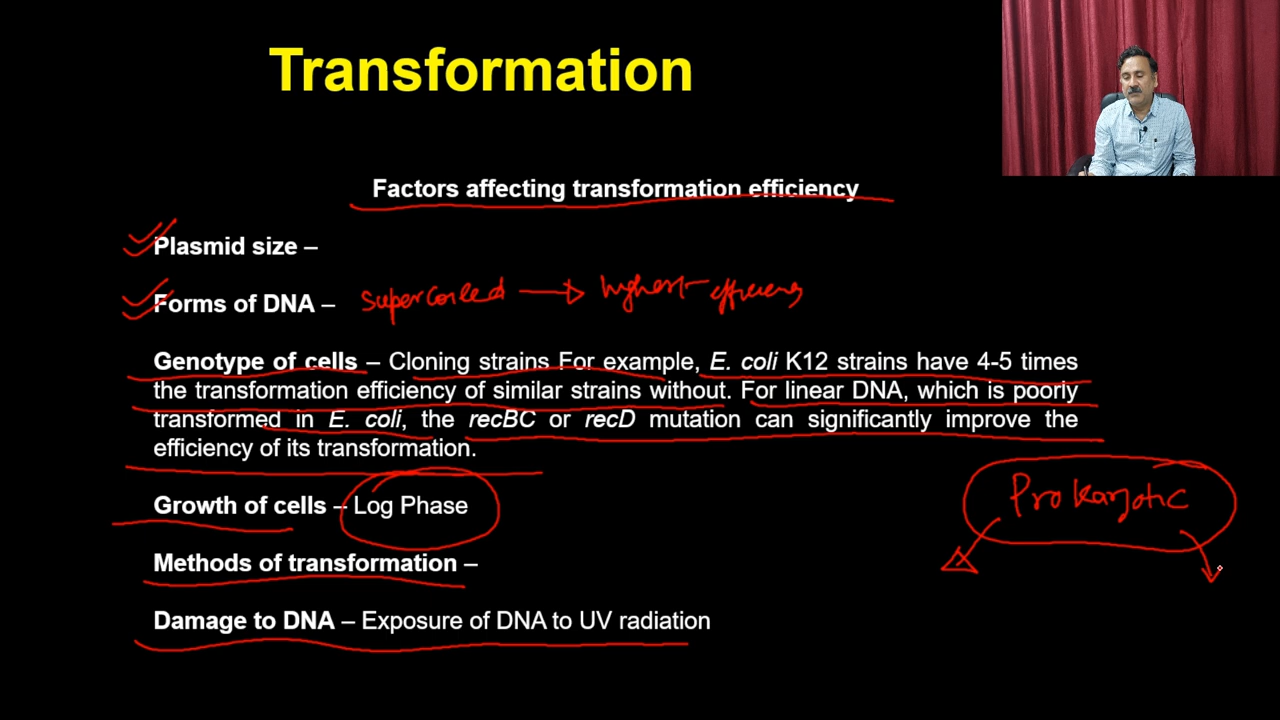 Transformation
Factors affecting transformation efficiency
Plasmid size –
Forms of DNA – Supercoiled → highest efficiency
Genotype of cells – Cloning strains For example, E. coli K12 strains have 4-5 times
the transformation efficiency of similar strains without. For linear DNA, which is poorly
transformed in E. coli, the recBC or recD mutation can significantly improve the
efficiency of its transformation.
Growth of cells – Log Phase
Prokaryotic
Methods of transformation –
Damage to DNA – Exposure of DNA to UV radiation